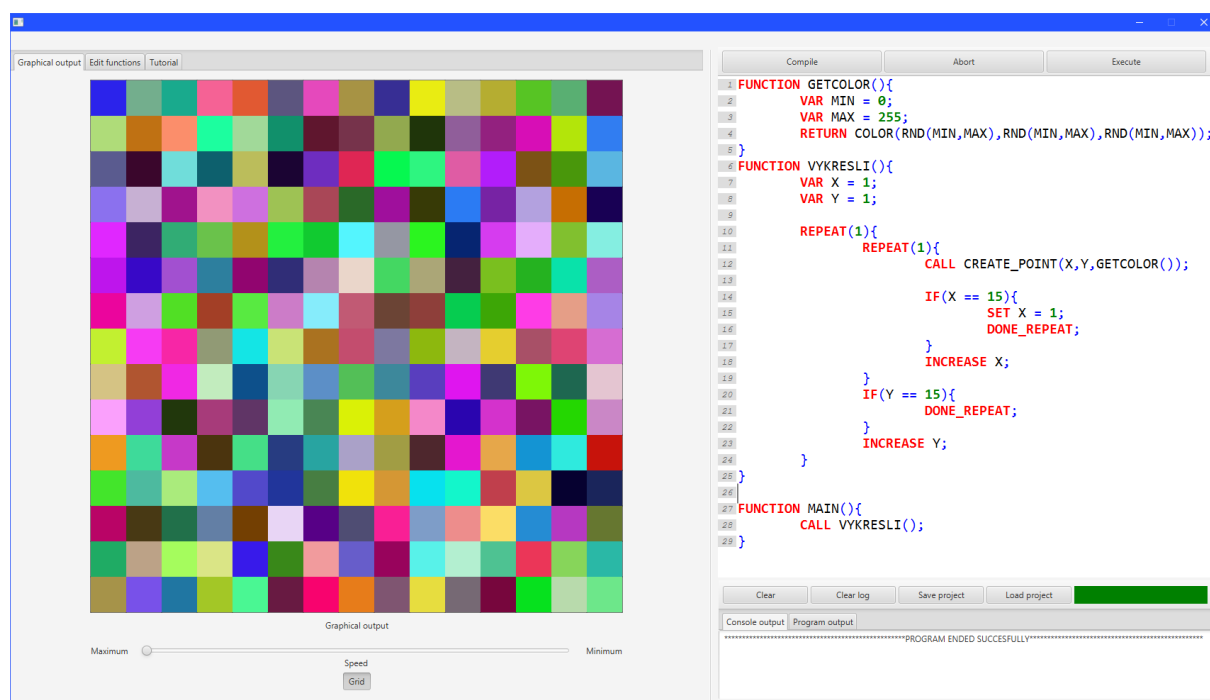 Graphical output Edit functions Tutorial
Compile Abort Execute
1 FUNCTION GETCOLOR(){
2 VAR MIN = 0;
3 VAR MAX = 255;
4 RETURN COLOR(RND(MIN,MAX),RND(MIN,MAX),RND(MIN,MAX));
5 }
6 FUNCTION VYKRESLI(){
7 VAR X = 1;
8 VAR Y = 1;
9
10 REPEAT(1){
11 REPEAT(1){
12 CALL CREATE_POINT(X,Y,GETCOLOR());
13
14 IF(X == 15){
15 SET X = 1;
16 DONE_REPEAT;
17 }
18 INCREASE X;
19 }
20 IF(Y == 15){
21 DONE_REPEAT;
22 }
23 INCREASE Y;
24 }
25 }
26
27 FUNCTION MAIN(){
28 CALL VYKRESLI();
29 }
Graphical output
Maximum Minimum
Speed
Grid
Clear Clear log Save project Load project
Console output Program output
**************************************************PROGRAM ENDED SUCCESFULLY**************************************************